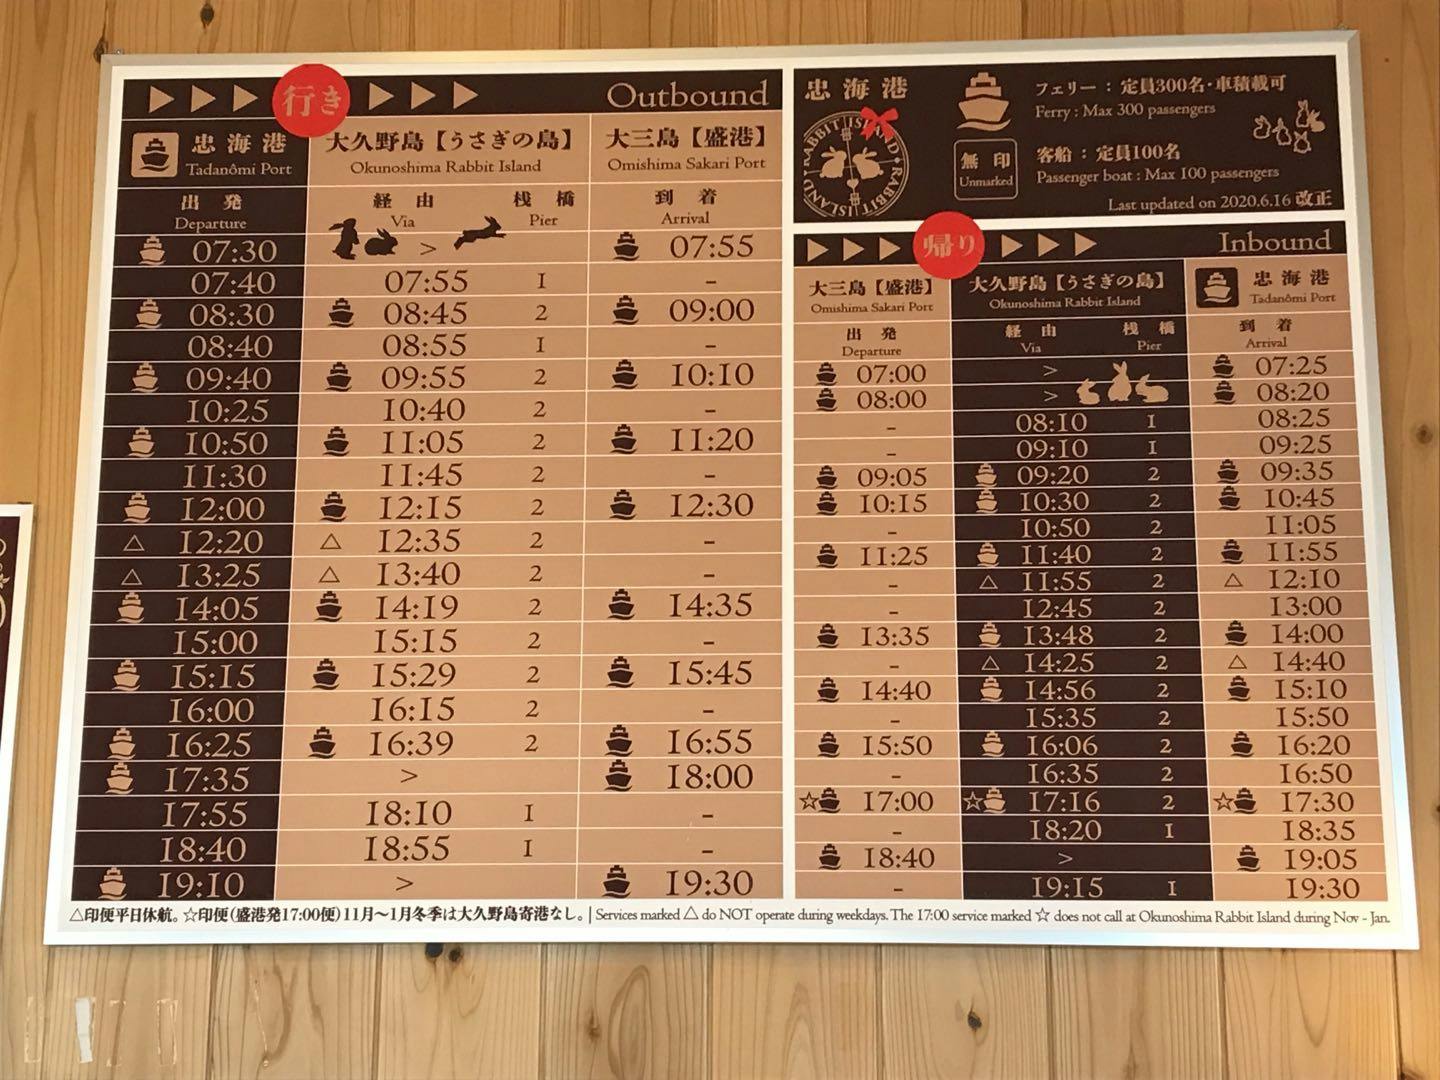 行き Outbound
忠海港 大久野島【うさぎの島】 大三島【盛港】
Tadanômi Port Okunoshima Rabbit Island Omishima Sakari Port
出発 経由 桟橋 到着
Departure Via Pier Arrival
07:30 > 07:55
07:40 07:55 1 -
08:30 08:45 2 09:00
08:40 08:55 1 -
09:40 09:55 2 10:10
10:25 10:40 2 -
10:50 11:05 2 11:20
11:30 11:45 2 -
12:00 12:15 2 12:30
△ 12:20 △ 12:35 2 -
△ 13:25 △ 13:40 2 -
14:05 14:19 2 14:35
15:00 15:15 2 -
15:15 15:29 2 15:45
16:00 16:15 2 -
16:25 16:39 2 16:55
17:35 > 18:00
17:55 18:10 1 -
18:40 18:55 1 -
19:10 > 19:30
忠海港
RABBIT ISLAND RABBIT ISLAND
フェリー：定員300名・車積載可
Ferry : Max 300 passengers
無印
Unmarked
客船：定員100名
Passenger boat : Max 100 passengers
Last updated on 2020.6.16 改正
帰り Inbound
大三島【盛港】 大久野島【うさぎの島】 忠海港
Omishima Sakari Port Okunoshima Rabbit Island Tadanômi Port
出発 経由 桟橋 到着
Departure Via Pier Arrival
07:00 > 07:25
08:00 > 08:20
- 08:10 1 08:25
- 09:10 1 09:25
09:05 09:20 2 09:35
10:15 10:30 2 10:45
- 10:50 2 11:05
11:25 11:40 2 11:55
- △ 11:55 2 △ 12:10
- 12:45 2 13:00
13:35 13:48 2 14:00
- △ 14:25 2 △ 14:40
14:40 14:56 2 15:10
- 15:35 2 15:50
15:50 16:06 2 16:20
- 16:35 2 16:50
☆ 17:00 ☆ 17:16 2 ☆ 17:30
- 18:20 1 18:35
18:40 > 19:05
- 19:15 1 19:30
△印便平日休航。☆印便(盛港発17:00便)11月～1月冬季は大久野島寄港なし。| Services marked △ do NOT operate during weekdays. The 17:00 service marked ☆ does not call at Okunoshima Rabbit Island during Nov - Jan.